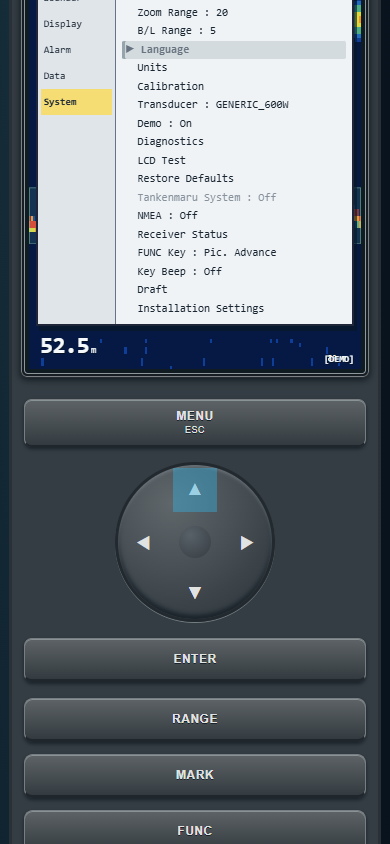 Zoom Range : 20
Display
B/L Range : 5
Alarm
Language
Units
Data
Calibration
System
Transducer : GENERIC_600W
Demo : On
Diagnostics
LCD Test
Restore Defaults
Tankenmaru System : Off
NMEA : Off
Receiver Status
FUNC Key : Pic. Advance
Key Beep : Off
Draft
Installation Settings
52.5m
MENU
ESC
ENTER
RANGE
MARK
FUNC